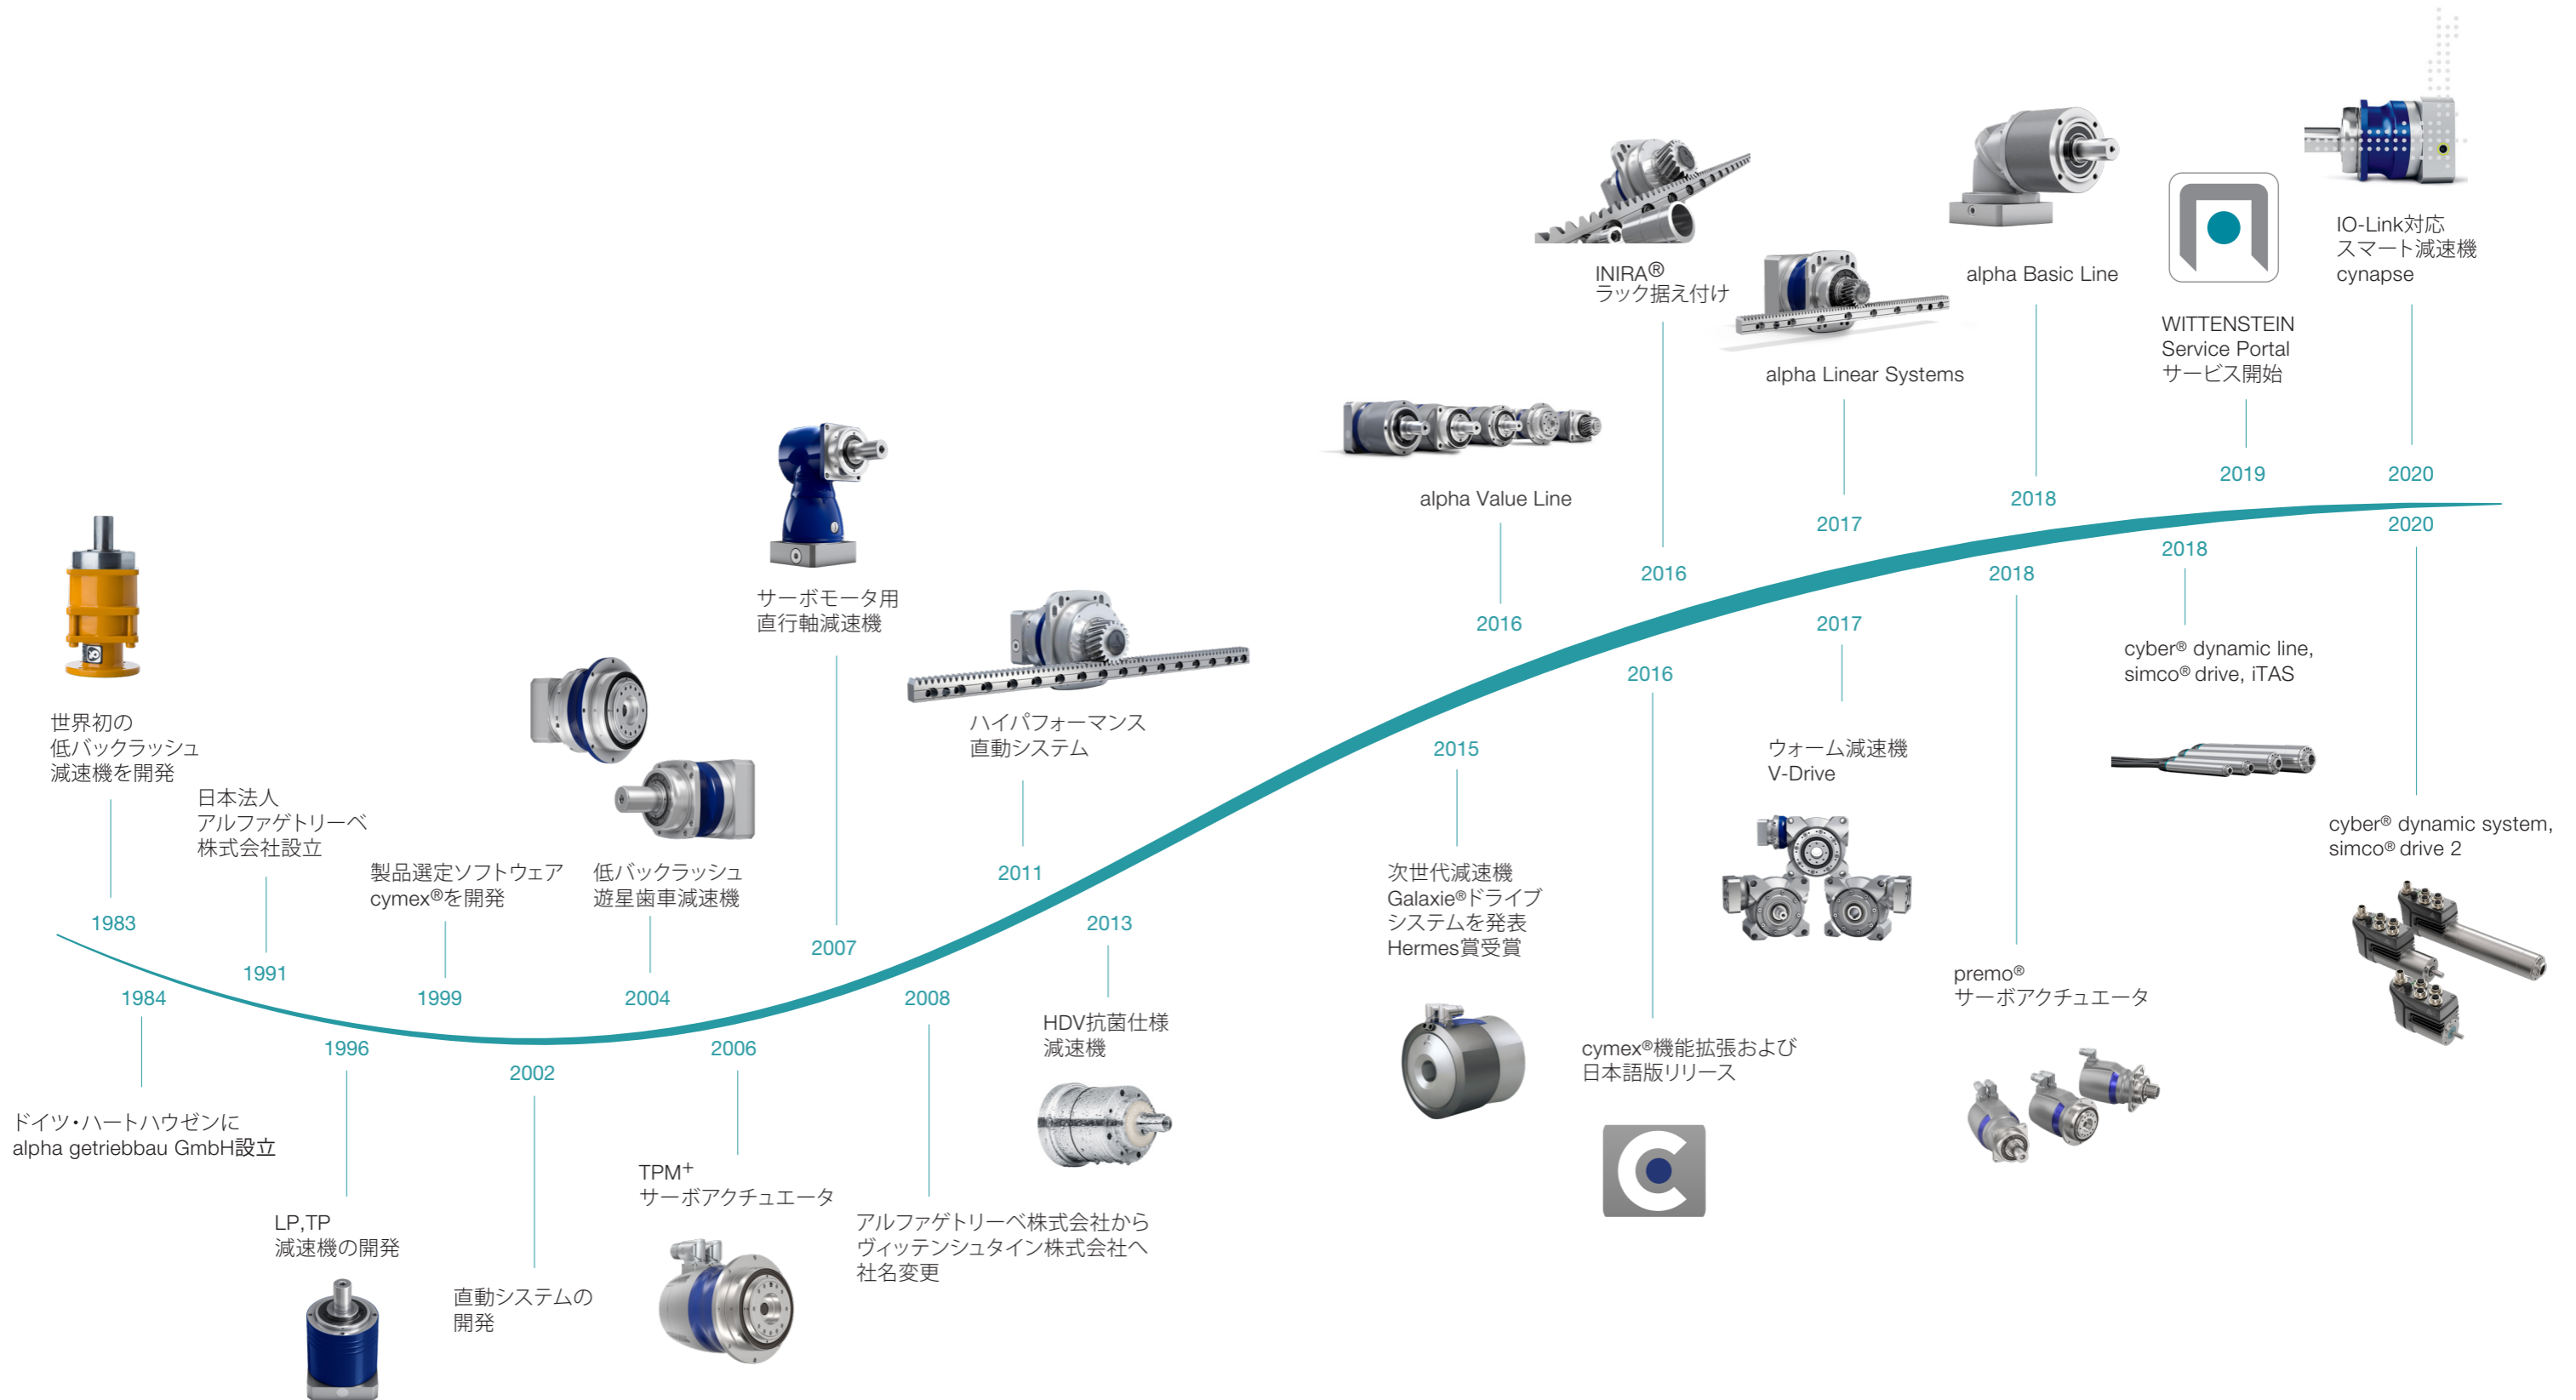 世界初の
低バックラッシュ
減速機を開発
1983
1984
ドイツ・ハートハウゼンに
alpha getriebbau GmbH設立
日本法人
アルファゲトリーベ
株式会社設立
1991
1996
LP,TP
減速機の開発
製品選定ソフトウェア
cymex®を開発
1999
2002
直動システムの
開発
低バックラッシュ
遊星歯車減速機
2004
2006
TPM+
サーボアクチュエータ
サーボモータ用
直行軸減速機
2007
2008
アルファゲトリーベ株式会社から
ヴィッテンシュタイン株式会社へ
社名変更
ハイパフォーマンス
直動システム
2011
2013
HDV抗菌仕様
減速機
2015
次世代減速機
Galaxie®ドライブ
システムを発表
Hermes賞受賞
alpha Value Line
2016
INIRA®
ラック据え付け
2016
2016
cymex®機能拡張および
日本語版リリース
alpha Linear Systems
2017
2017
ウォーム減速機
V-Drive
alpha Basic Line
2018
2018
premo®
サーボアクチュエータ
2018
cyber® dynamic line,
simco® drive, iTAS
WITTENSTEIN
Service Portal
サービス開始
2019
IO-Link対応
スマート減速機
cynapse
2020
2020
cyber® dynamic system,
simco® drive 2